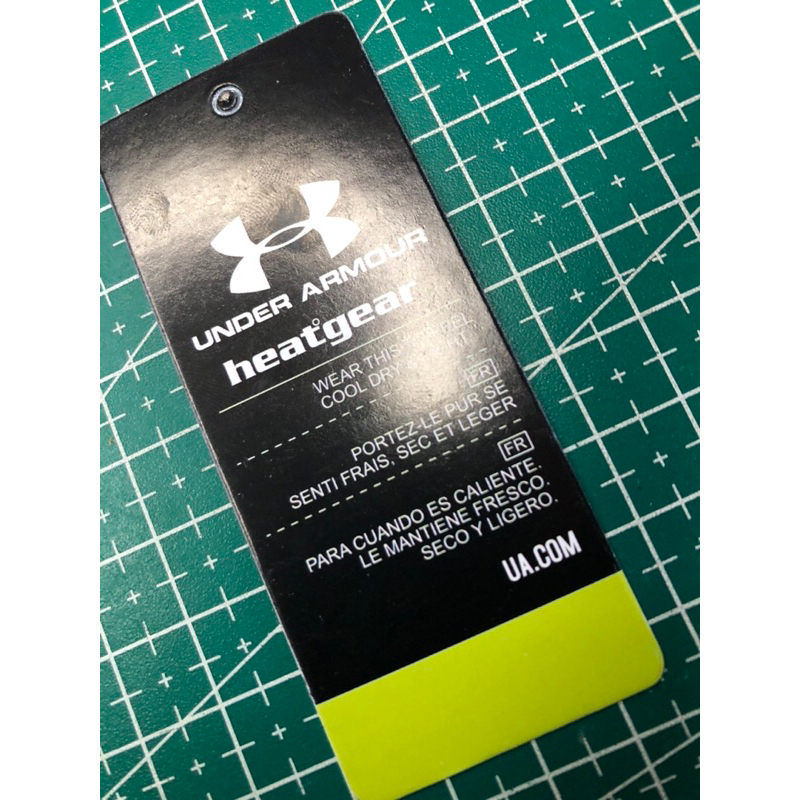 UNDER ARMOUR
heatgear
WEAR THIS
COOL DRY
FR
PORTEZ-LE PUR SE
SENTI FRAIS, SEC ET LEGER
FR
PARA CUANDO ES CALIENTE.
LE MANTIENE FRESCO.
SECO Y LIGERO.
UA.COM